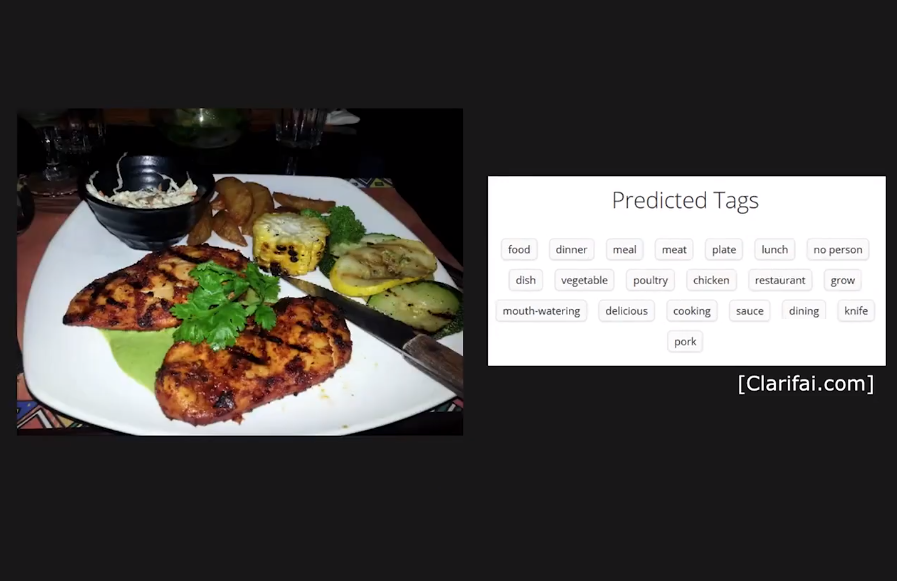 Predicted Tags
food dinner meal meat plate lunch no person
dish vegetable poultry chicken restaurant grow
mouth-watering delicious cooking sauce dining knife
pork
[Clarifai.com]